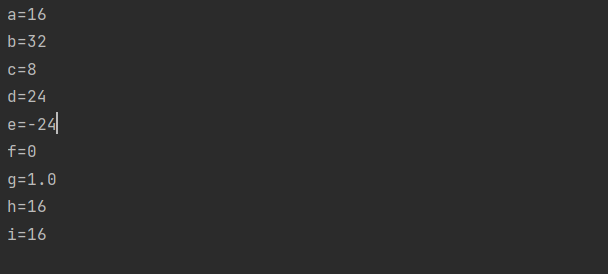 a=16
b=32
c=8
d=24
e=-24
f=0
g=1.0
h=16
i=16